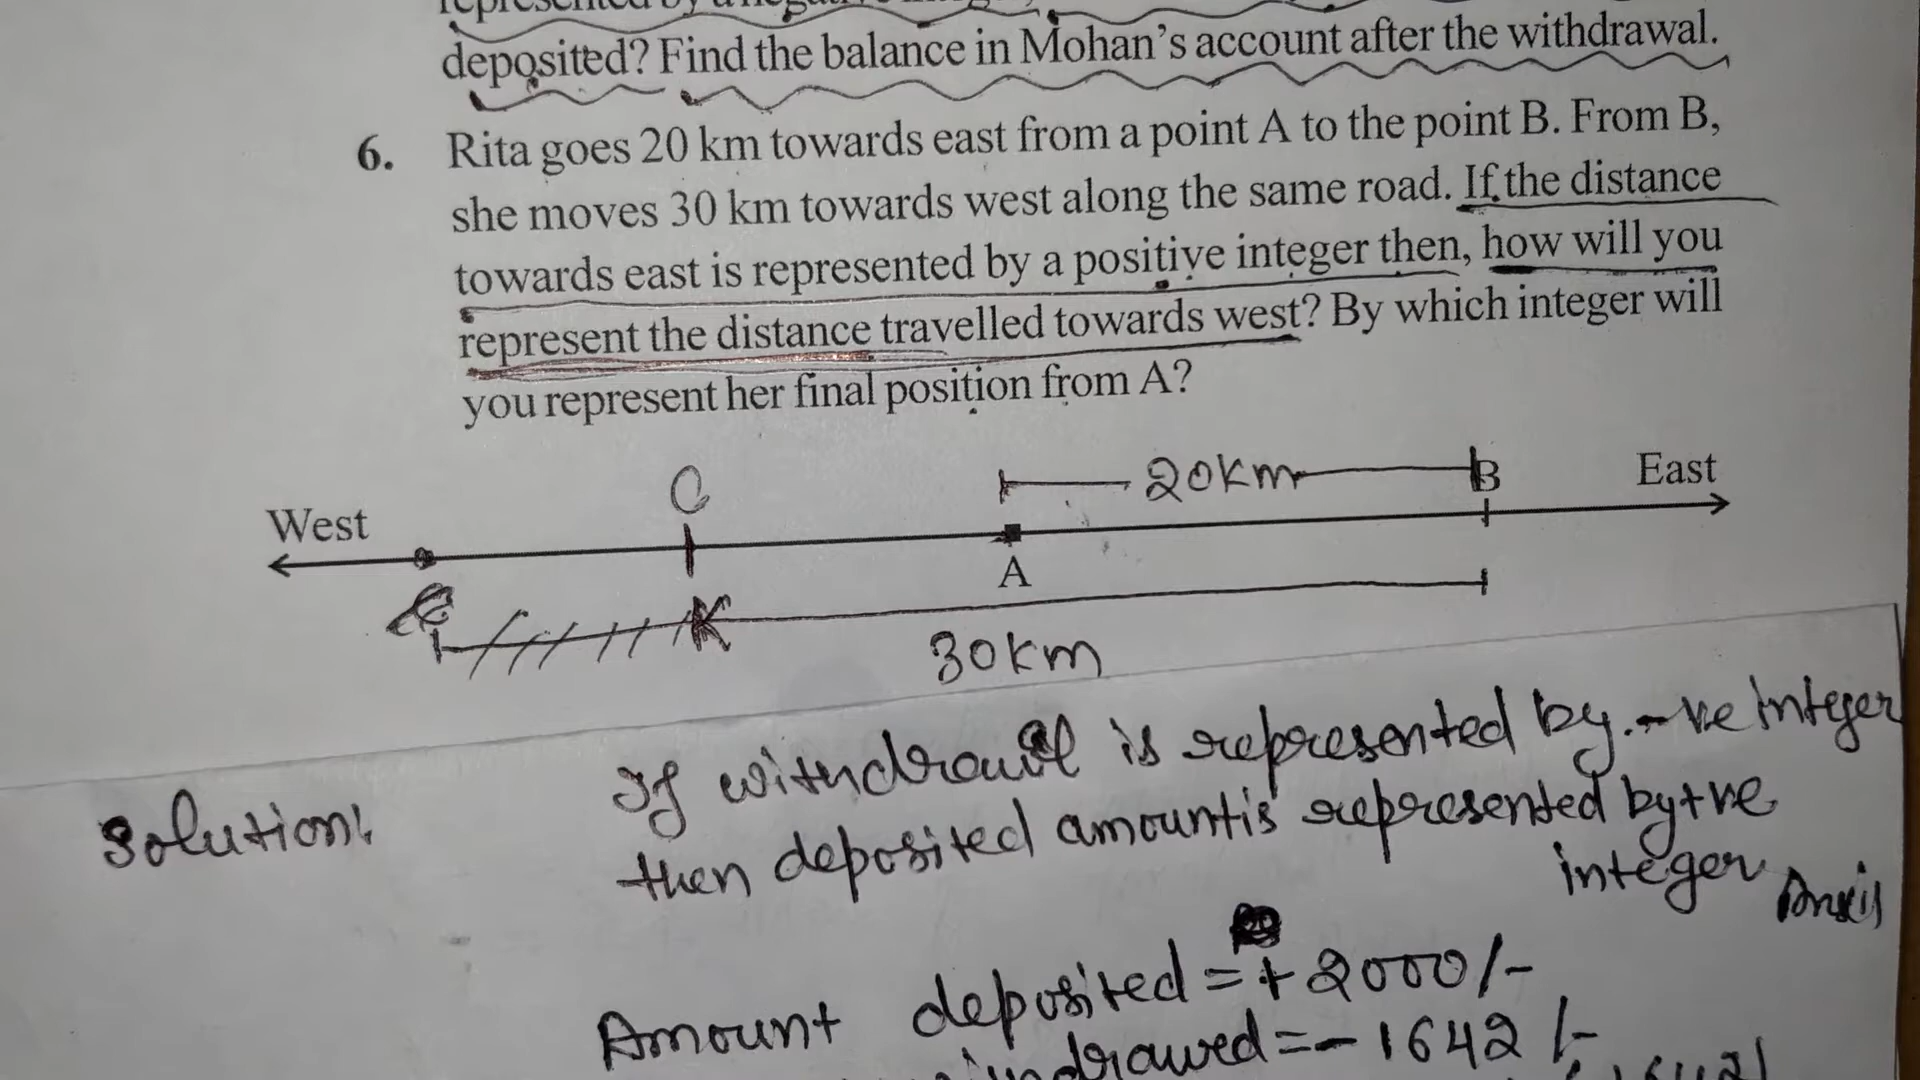 deposited? Find the balance in Mohan's account after the withdrawal.
6. Rita goes 20 km towards east from a point A to the point B. From B,
she moves 30 km towards west along the same road. If the distance
towards east is represented by a positive integer then, how will you
represent the distance travelled towards west? By which integer will
you represent her final position from A?
C 20km B East
West
A
30km
If withdrawal is represented by -ve integer
Solution:
then deposited amount is represented by +ve
integer
Amount deposited = + 2000/-
= - 1642/-